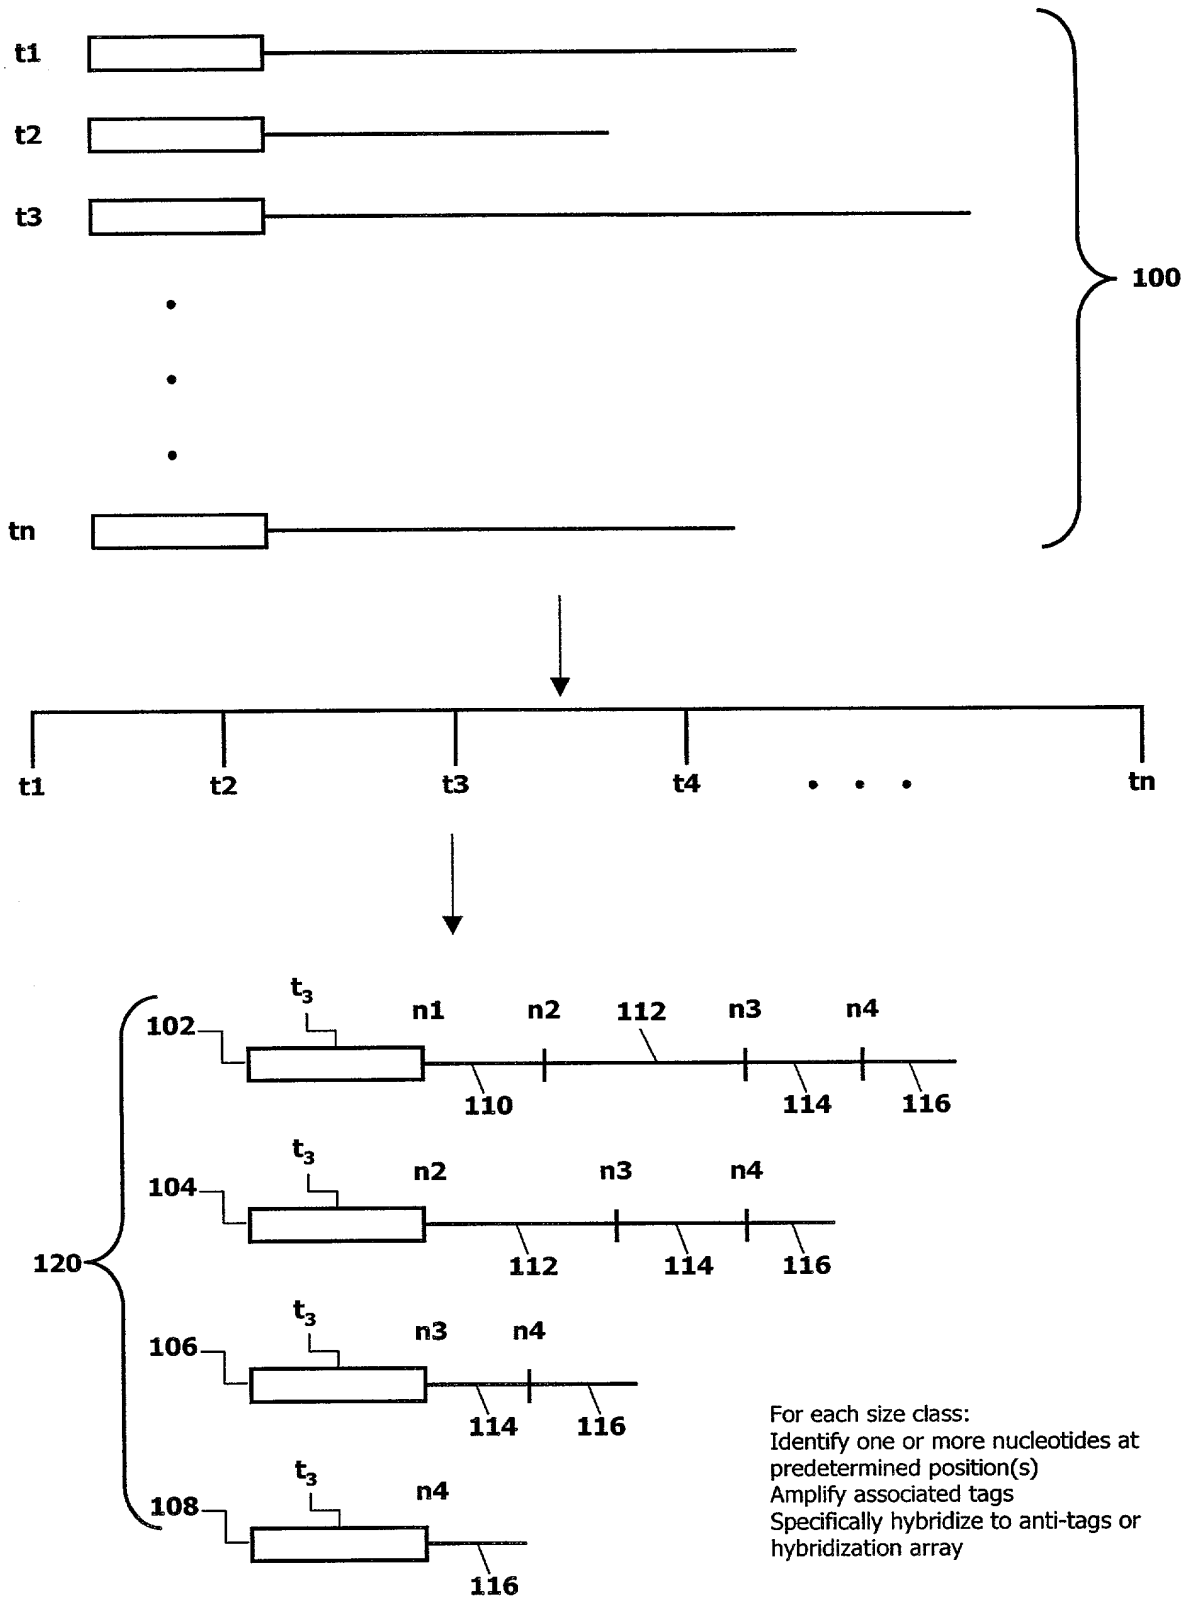 t1
t2
t3
100
tn
t1 t2 t3 t4 • • • tn
t3 n1 n2 112 n3 n4
102
110 114 116
t3 n2 n3 n4
104
112 114 116
120
t3 n3 n4
106
114 116
t3 n4
108
116
For each size class:
Identify one or more nucleotides at
predetermined position(s)
Amplify associated tags
Specifically hybridize to anti-tags or
hybridization array